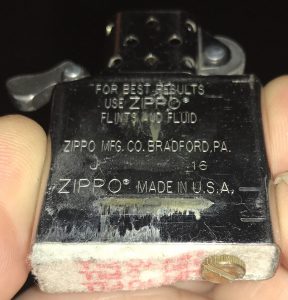 FOR BEST RESULTS
USE ZIPPO®
FLINTS AND FLUID
ZIPPO MFG. CO. BRADFORD, PA.
J 16
ZIPPO® MADE IN U.S.A.